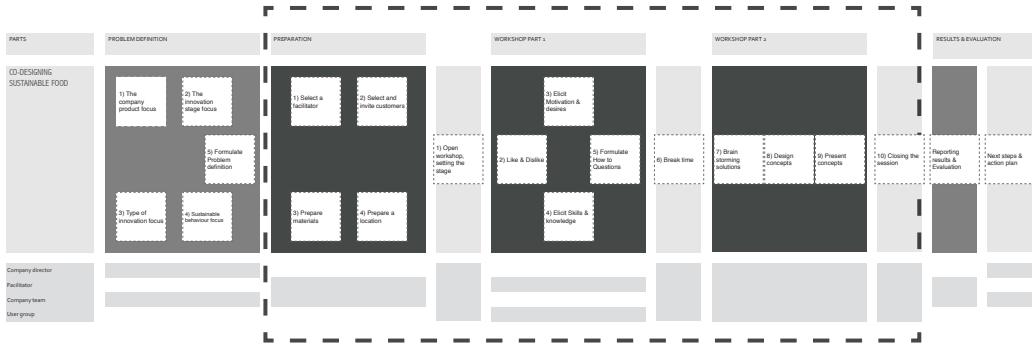 PARTS
PROBLEM DEFINITION
PREPARATION
WORKSHOP PART 1
WORKSHOP PART 2
RESULTS & EVALUATION
CO-DESIGNING
SUSTAINABLE FOOD
1) The
company
product focus
2) The
innovation
stage focus
5) Formulate
Problem
definition
3) Type of
innovation focus
4) Sustainable
behaviour focus
1) Select a
facilitator
2) Select and
invite customers
3) Prepare
materials
4) Prepare a
location
1) Open
workshop,
setting the
stage
3) Elicit
Motivation &
desires
2) Like & Dislike
5) Formulate
How to
Questions
4) Elicit Skills &
knowledge
6) Break time
7) Brain
storming
solutions
8) Design
concepts
9) Present
concepts
10) Closing the
session
Reporting
results &
Evaluation
Next steps &
action plan
Company director
Facilitator
Company team
User group